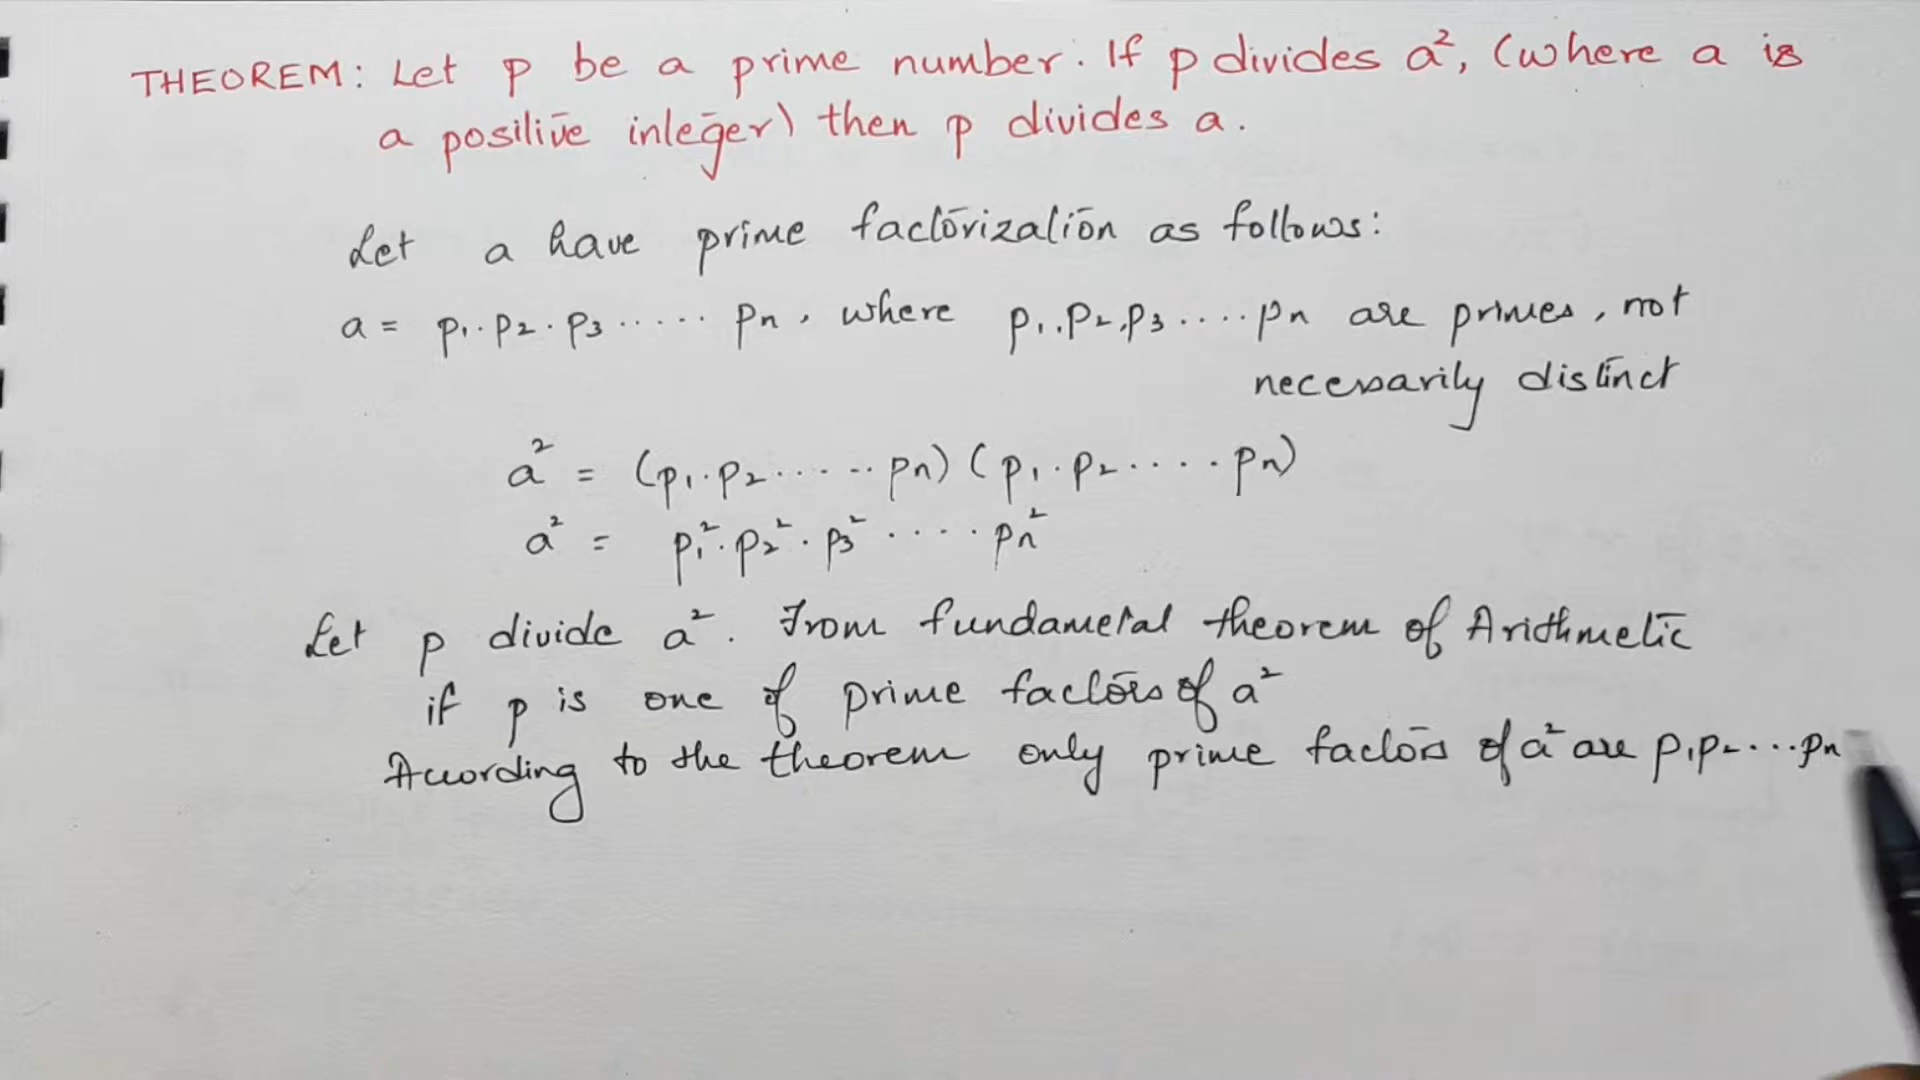 THEOREM: Let p be a prime number. If p divides a², (where a is
a positive integer) then p divides a.
Let a have prime factorization as follows:
a = p₁.p₂.p₃ ..... pn, where p₁.p₂.p₃ .... pn are primes, not
necessarily distinct
a² = (p₁.p₂ ..... pn) (p₁.p₂ .... pn)
a² = p₁².p₂².p₃² .... pn²
Let p divide a². From fundametal theorem of Arithmetic
if p is one of prime factors of a²
According to the theorem only prime factors of a² are p₁p₂...pn